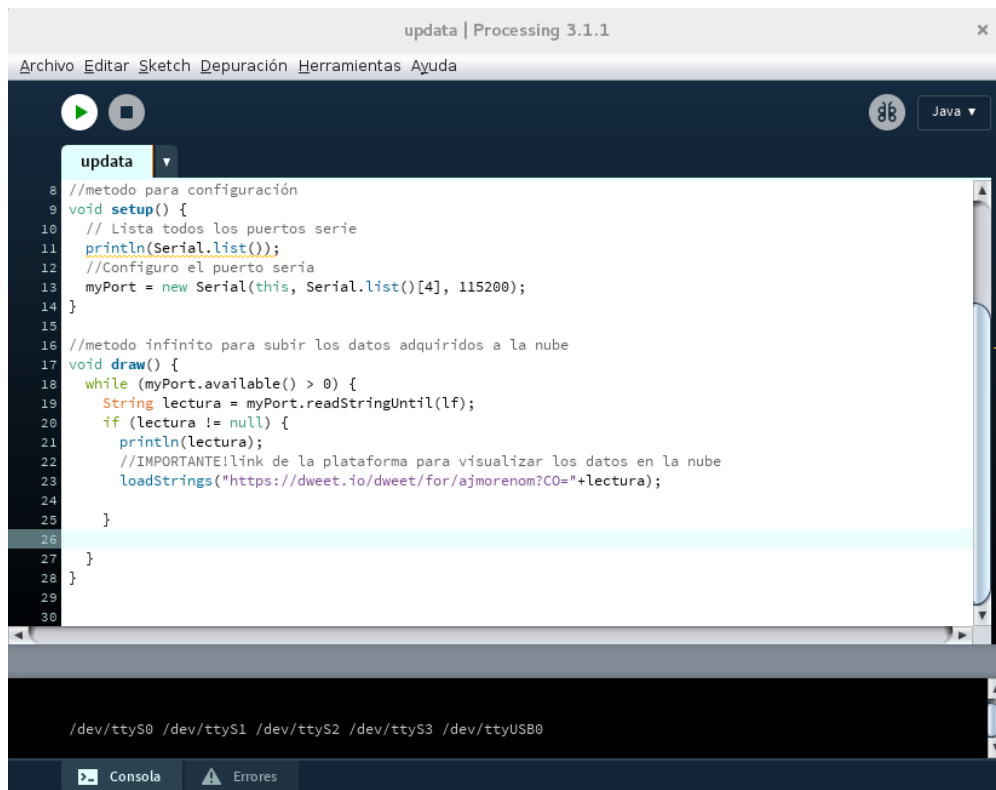 updata | Processing 3.1.1 ×
Archivo Editar Sketch Depuración Herramientas Ayuda
Java ▼
updata ▼
8 //metodo para configuración
9 void setup() {
10 // Lista todos los puertos serie
11 println(Serial.list());
12 //Configuro el puerto seria
13 myPort = new Serial(this, Serial.list()[4], 115200);
14 }
15
16 //metodo infinito para subir los datos adquiridos a la nube
17 void draw() {
18 while (myPort.available() > 0) {
19 String lectura = myPort.readStringUntil(lf);
20 if (lectura != null) {
21 println(lectura);
22 //IMPORTANTE!link de la plataforma para visualizar los datos en la nube
23 loadStrings("https://dweet.io/dweet/for/ajmorenom?CO="+lectura);
24
25 }
26
27 }
28 }
29
30
/dev/ttyS0 /dev/ttyS1 /dev/ttyS2 /dev/ttyS3 /dev/ttyUSB0
Consola Errores